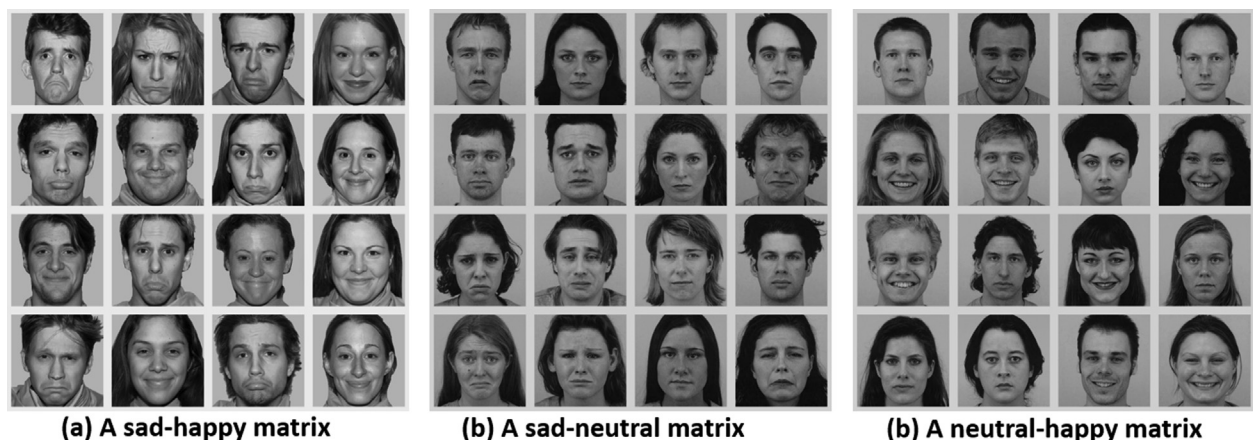 (a) A sad-happy matrix
(b) A sad-neutral matrix
(b) A neutral-happy matrix